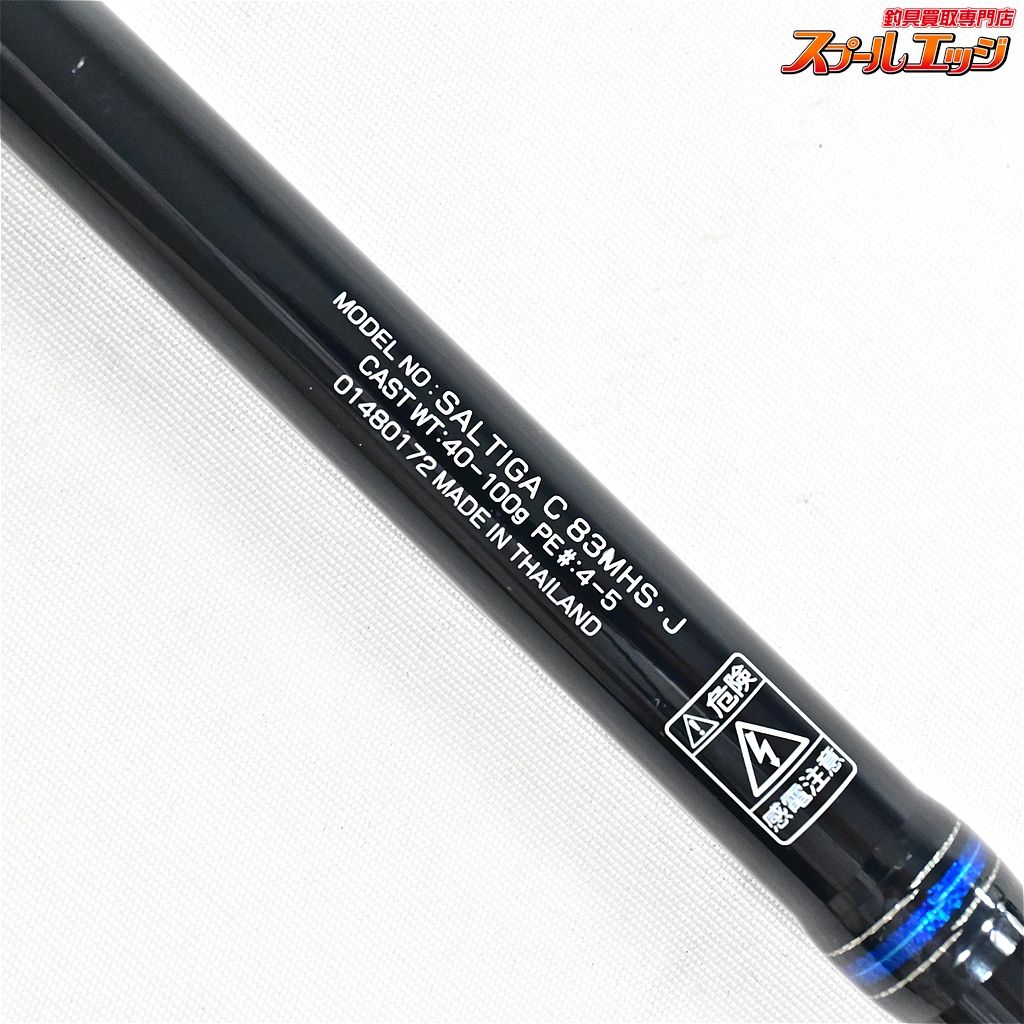 釣具買取専門店
スプールエッジ
MODEL NO:SALTIGA C 83MHS・J
CAST WT:40-100g PE#:4-5
01480172 MADE IN THAILAND
危険
感電注意